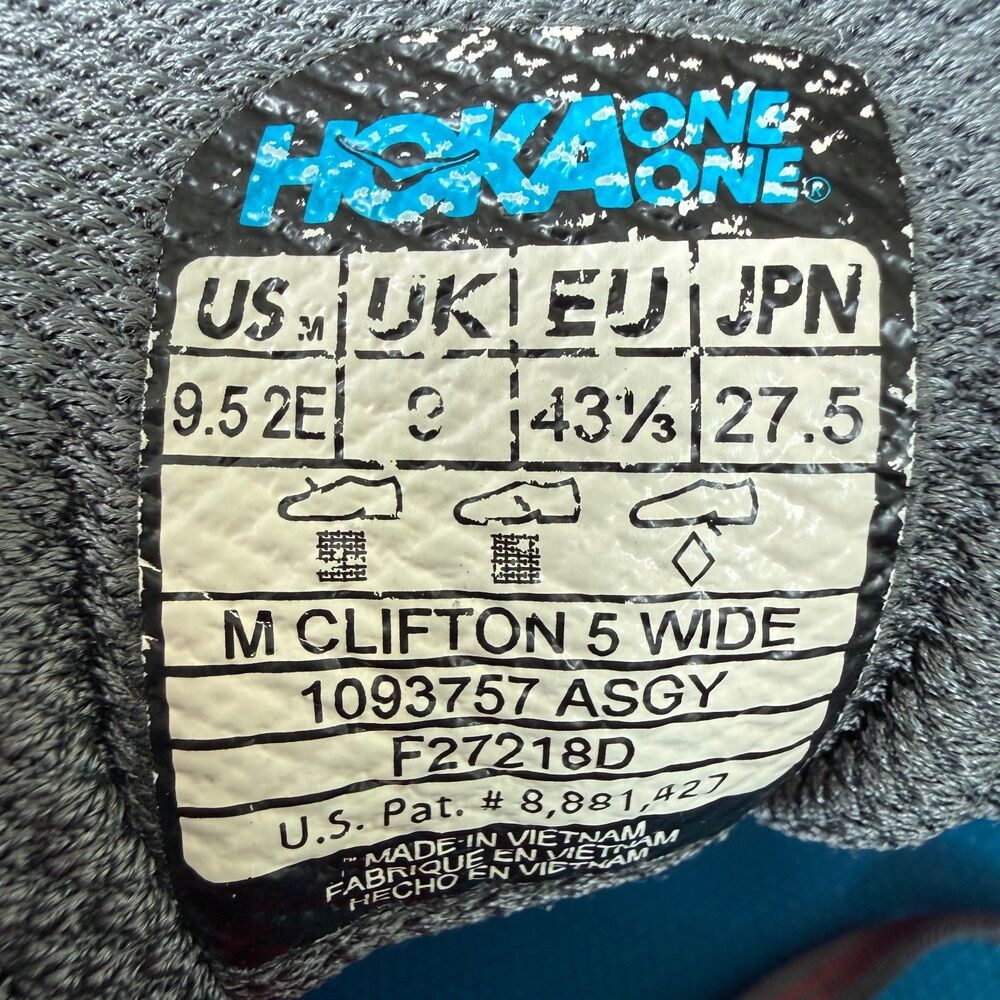 HOKA ONE ONE®
US M UK EU JPN
9.5 2E 9 43⅓ 27.5
M CLIFTON 5 WIDE
1093757 ASGY
F27218D
U.S. Pat. # 8,881,427
MADE IN VIETNAM
FABRIQUE EN VIETNAM
HECHO EN VIETNAM